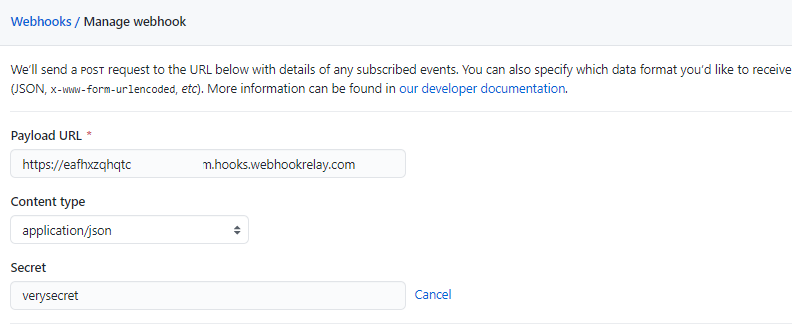 Webhooks / Manage webhook
We'll send a POST request to the URL below with details of any subscribed events. You can also specify which data format you'd like to receive
(JSON, x-www-form-urlencoded, etc). More information can be found in our developer documentation.
Payload URL *
https://eafhxzqhqtc m.hooks.webhookrelay.com
Content type
application/json
Secret
verysecret Cancel